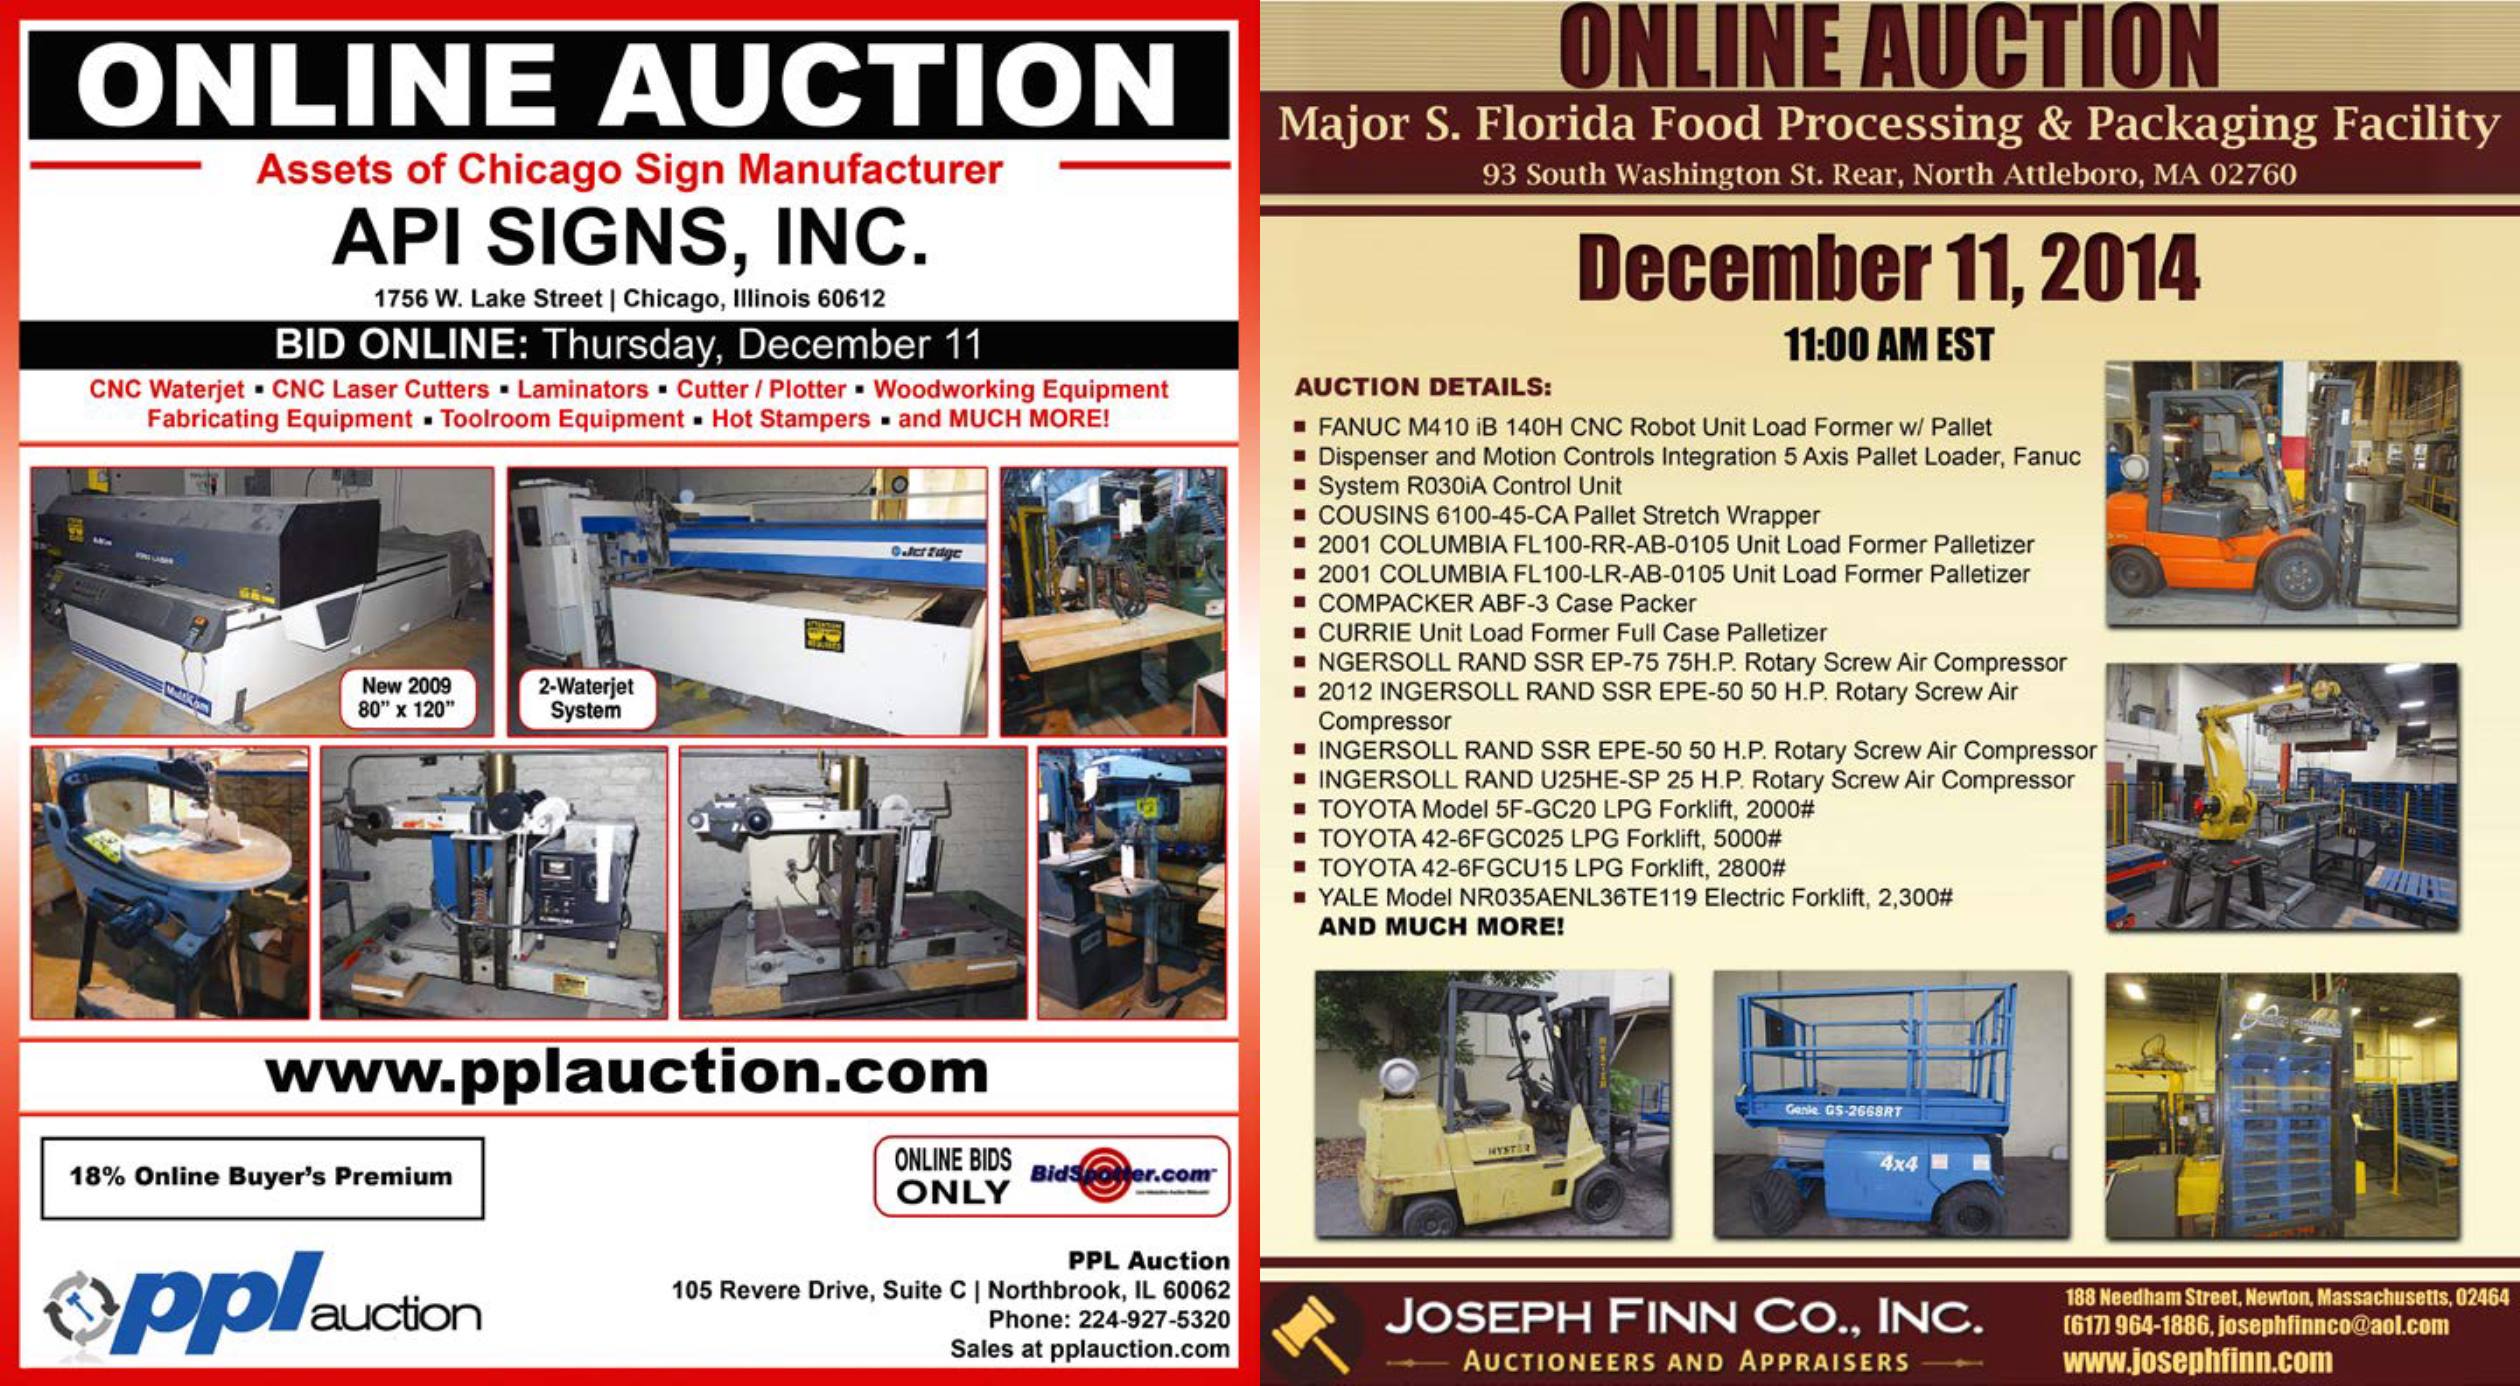 ONLINE AUCTION
Assets of Chicago Sign Manufacturer
API SIGNS, INC.
1756 W. Lake Street | Chicago, Illinois 60612
BID ONLINE: Thursday, December 11
CNC Waterjet ▪ CNC Laser Cutters ▪ Laminators ▪ Cutter / Plotter ▪ Woodworking Equipment
Fabricating Equipment ▪ Toolroom Equipment ▪ Hot Stampers ▪ and MUCH MORE!
MultiCam
New 2009
80” x 120”
Jet Edge
ATTENTION
REQUIRED
2-Waterjet
System
www.pplauction.com
18% Online Buyer’s Premium
ONLINE BIDS
ONLY
BidSpotter.com
ppl auction
PPL Auction
105 Revere Drive, Suite C | Northbrook, IL 60062
Phone: 224-927-5320
Sales at pplauction.com
ONLINE AUCTION
Major S. Florida Food Processing & Packaging Facility
93 South Washington St. Rear, North Attleboro, MA 02760
December 11, 2014
11:00 AM EST
AUCTION DETAILS:
▪ FANUC M410 iB 140H CNC Robot Unit Load Former w/ Pallet
▪ Dispenser and Motion Controls Integration 5 Axis Pallet Loader, Fanuc
▪ System R030iA Control Unit
▪ COUSINS 6100-45-CA Pallet Stretch Wrapper
▪ 2001 COLUMBIA FL100-RR-AB-0105 Unit Load Former Palletizer
▪ 2001 COLUMBIA FL100-LR-AB-0105 Unit Load Former Palletizer
▪ COMPACKER ABF-3 Case Packer
▪ CURRIE Unit Load Former Full Case Palletizer
▪ NGERSOLL RAND SSR EP-75 75H.P. Rotary Screw Air Compressor
▪ 2012 INGERSOLL RAND SSR EPE-50 50 H.P. Rotary Screw Air
Compressor
▪ INGERSOLL RAND SSR EPE-50 50 H.P. Rotary Screw Air Compressor
▪ INGERSOLL RAND U25HE-SP 25 H.P. Rotary Screw Air Compressor
▪ TOYOTA Model 5F-GC20 LPG Forklift, 2000#
▪ TOYOTA 42-6FGC025 LPG Forklift, 5000#
▪ TOYOTA 42-6FGCU15 LPG Forklift, 2800#
▪ YALE Model NR035AENL36TE119 Electric Forklift, 2,300#
AND MUCH MORE!
HYSTER
HYSTER
Genie GS-2668RT
4x4
JOSEPH FINN CO., INC.
AUCTIONEERS AND APPRAISERS
188 Needham Street, Newton, Massachusetts, 02464
(617) 964-1886, josephfinnco@aol.com
www.josephfinn.com